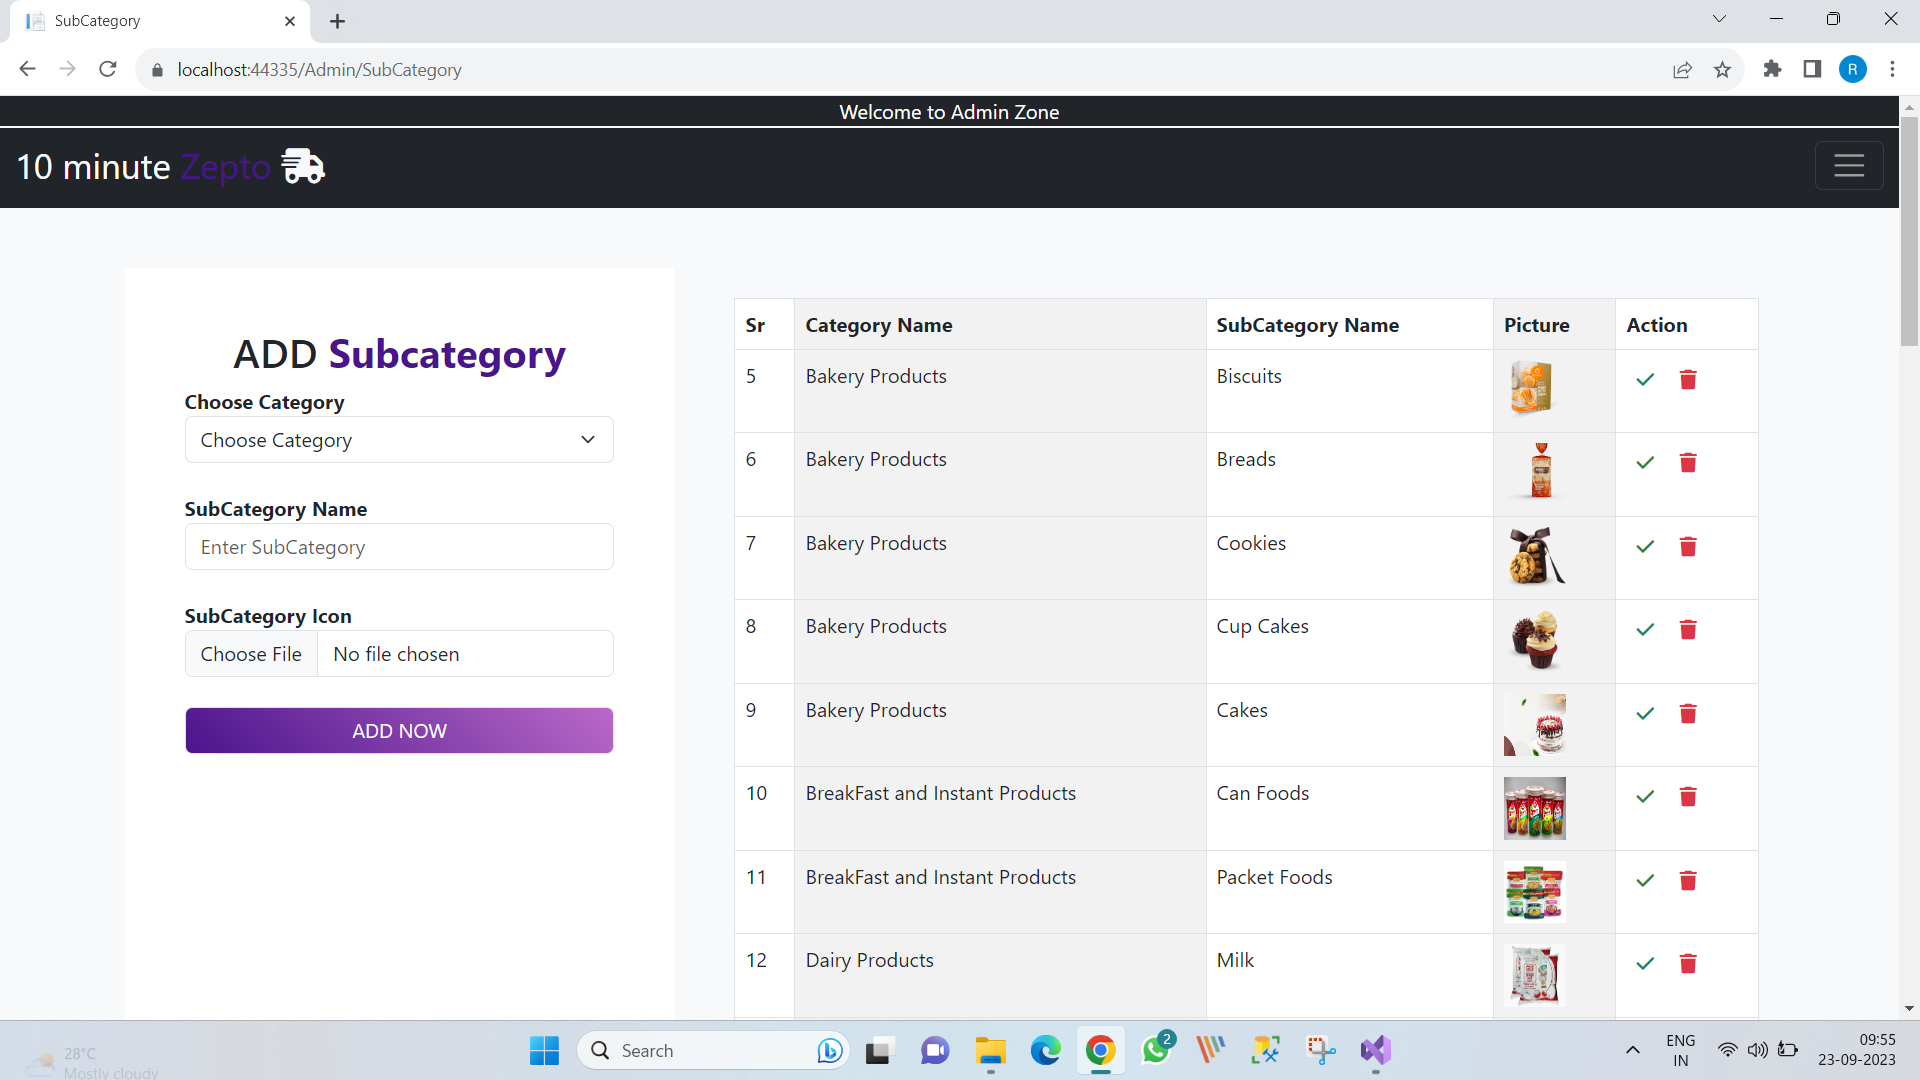 SubCategory
localhost:44335/Admin/SubCategory
R
Welcome to Admin Zone
10 minute Zepto
ADD Subcategory
Choose Category
Choose Category
SubCategory Name
Enter SubCategory
SubCategory Icon
Choose File No file chosen
ADD NOW
Sr Category Name SubCategory Name Picture Action
5 Bakery Products Biscuits
6 Bakery Products Breads
7 Bakery Products Cookies
8 Bakery Products Cup Cakes
9 Bakery Products Cakes
10 BreakFast and Instant Products Can Foods
11 BreakFast and Instant Products Packet Foods
12 Dairy Products Milk
28°C
Mostly cloudy
Search
2
ENG
IN
09:55
23-09-2023